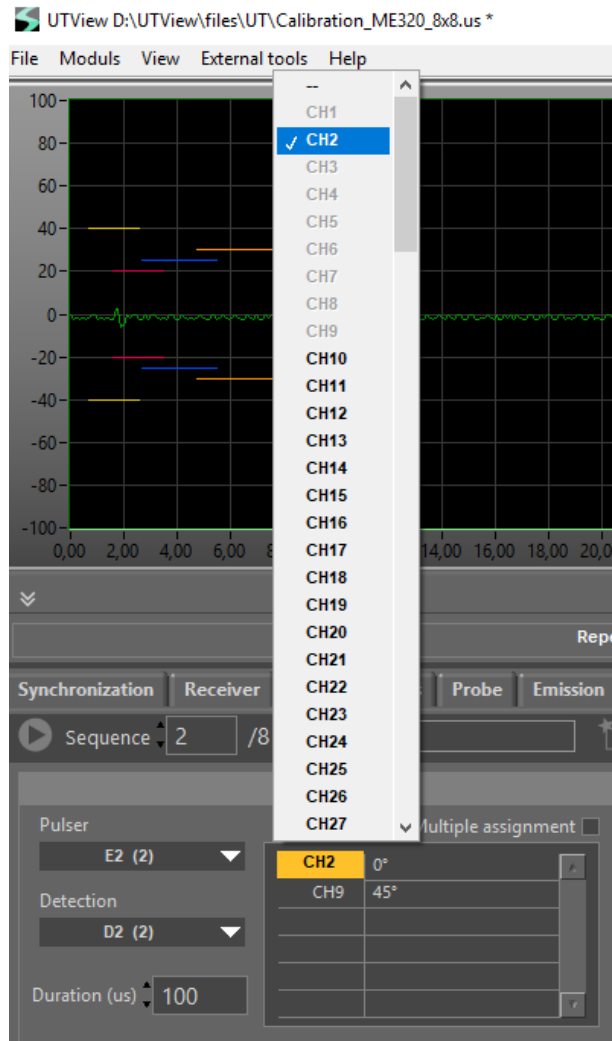 UTView D:\UTView\files\UT\Calibration_ME320_8x8.us *
File Moduls View External tools Help
--
CH1
CH2
CH3
CH4
CH5
CH6
CH7
CH8
CH9
CH10
CH11
CH12
CH13
CH14
CH15
CH16
CH17
CH18
CH19
CH20
CH21
CH22
CH23
CH24
CH25
CH26
CH27
100
80
60
40
20
0
-20
-40
-60
-80
-100
0,00 2,00 4,00 6,00 14,00 16,00 18,00
Synchronization Receiver Probe Emission
Sequence 2 /8
Pulser
E2 (2)
Detection
D2 (2)
Duration (us) 100
Multiple assignment
CH2 0°
CH9 45°